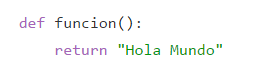 def funcion():
    return "Hola Mundo"